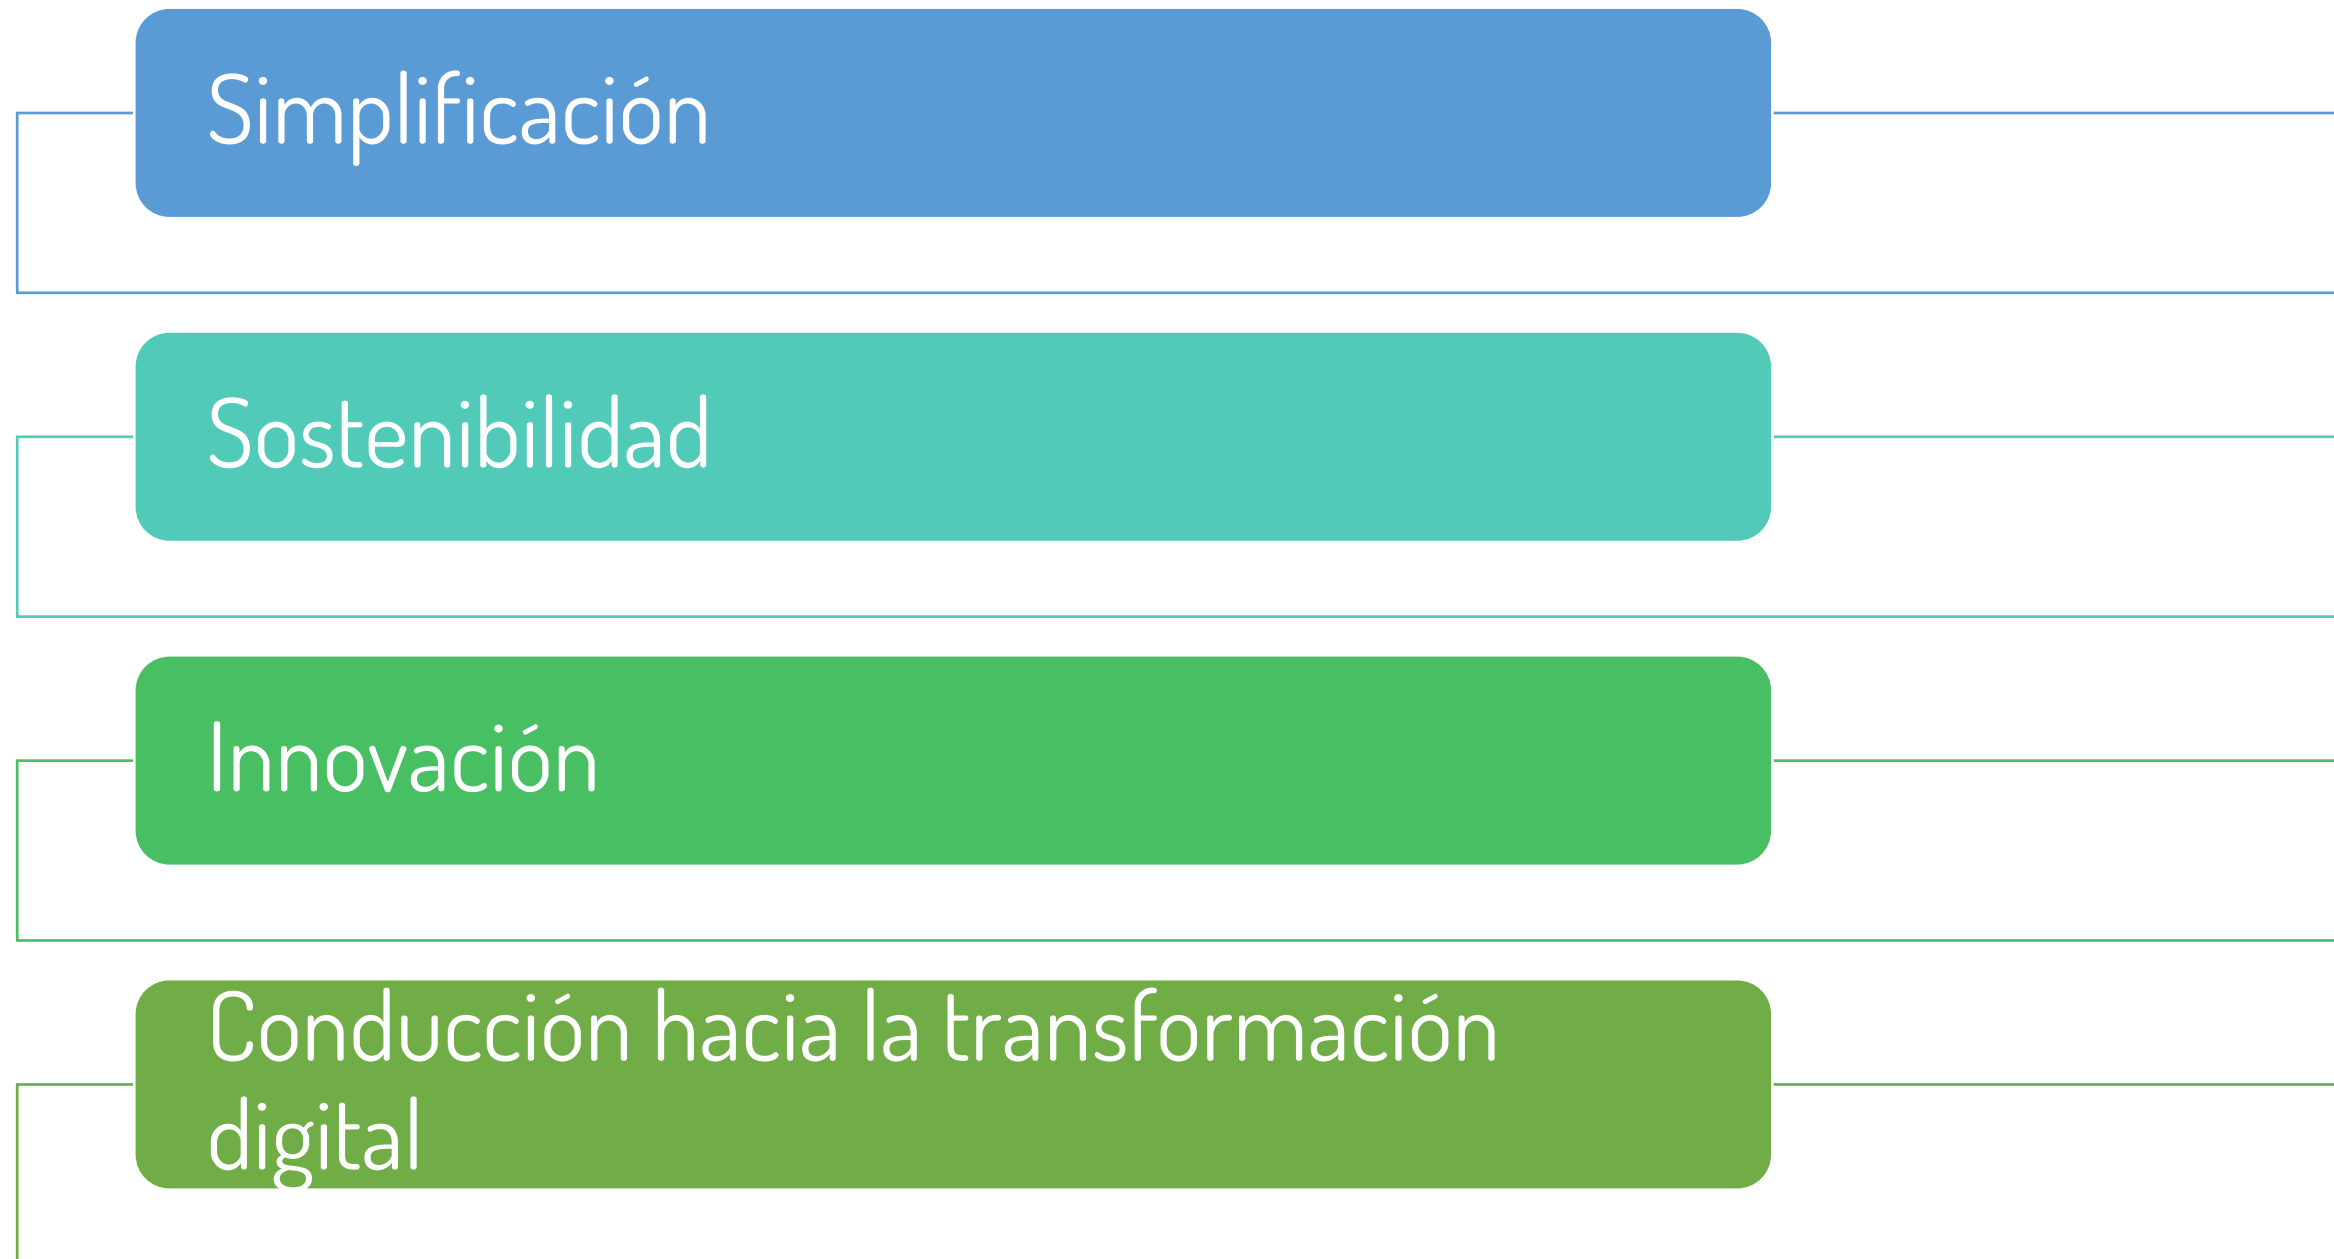 Simplificación
Sostenibilidad
Innovación
Conducción hacia la transformación
digital